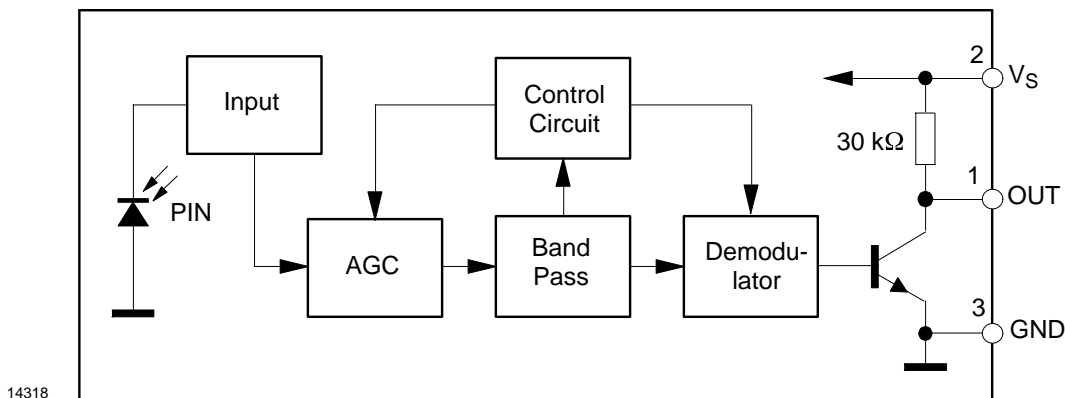 Input
Control
Circuit
2
V_S
30 kΩ
1
OUT
PIN
AGC
Band
Pass
Demodu-
lator
3
GND
14318